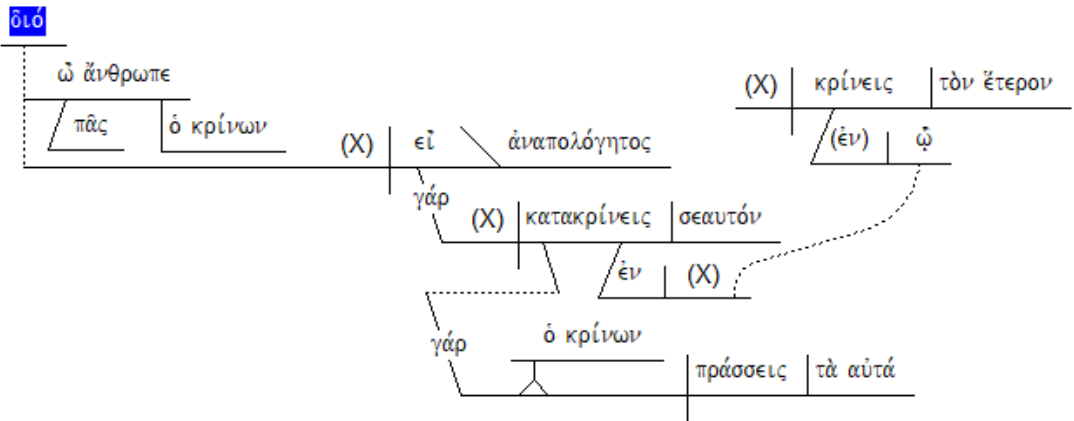 διό
ὦ ἄνθρωπε
πᾶς ὁ κρίνων
(X) εἶ ἀναπολόγητος
(X) κρίνεις τὸν ἕτερον
(ἐν) ᾧ
γάρ
(X) κατακρίνεις σεαυτόν
ἐν (X)
γάρ
ὁ κρίνων
πράσσεις τὰ αὐτά